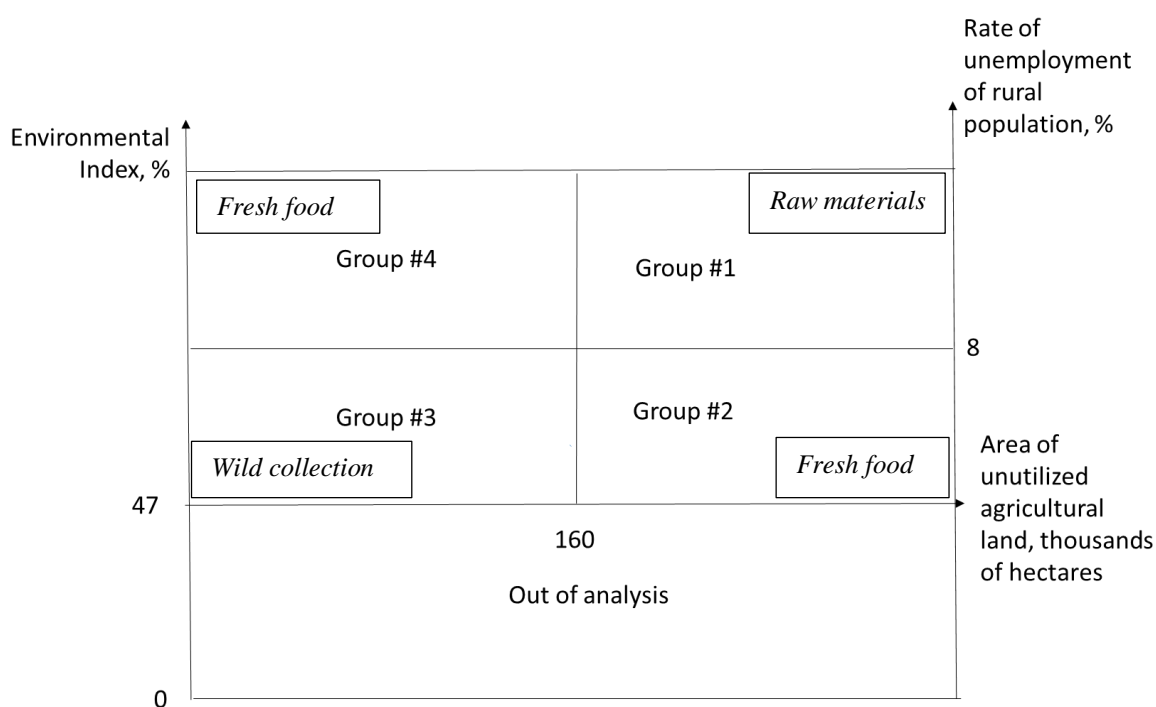 Rate of
unemployment
of rural
population, %
Environmental
Index, %
Fresh food
Raw materials
Group #4
Group #1
8
Group #3
Group #2
Wild collection
Fresh food
Area of
unutilized
agricultural
land, thousands
of hectares
47
160
Out of analysis
0